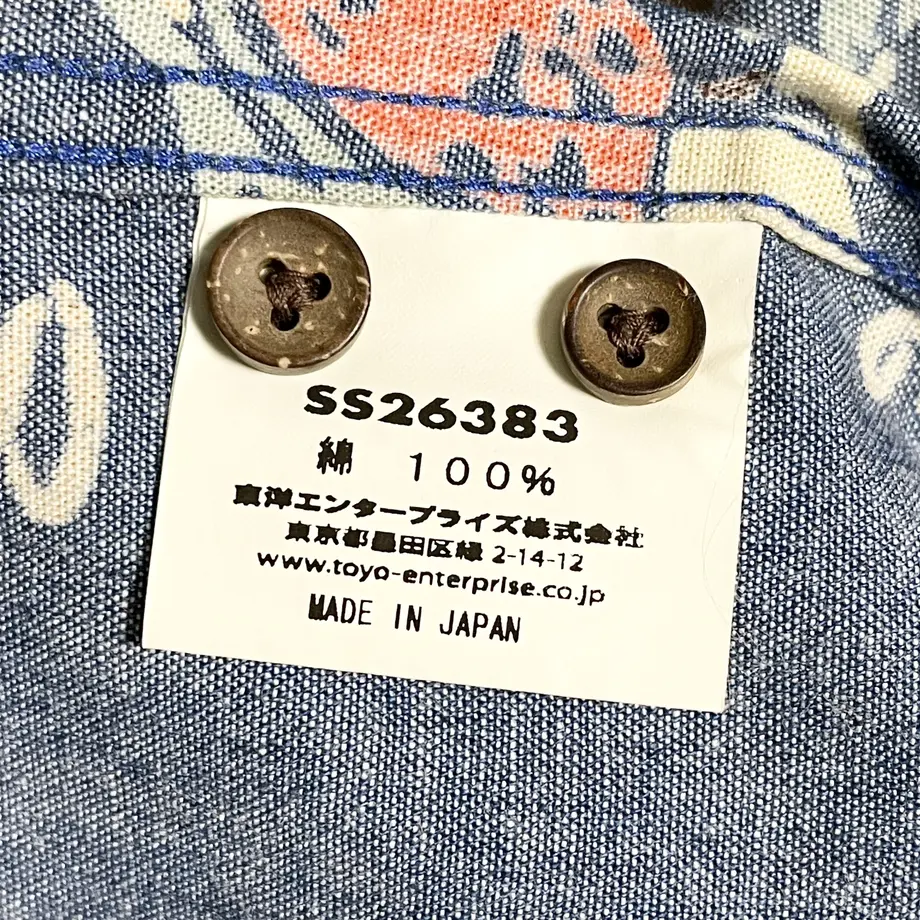 SS26383
綿 100%
東洋エンタープライズ株式会社
東京都墨田区緑 2-14-12
www.toyo-enterprise.co.jp
MADE IN JAPAN